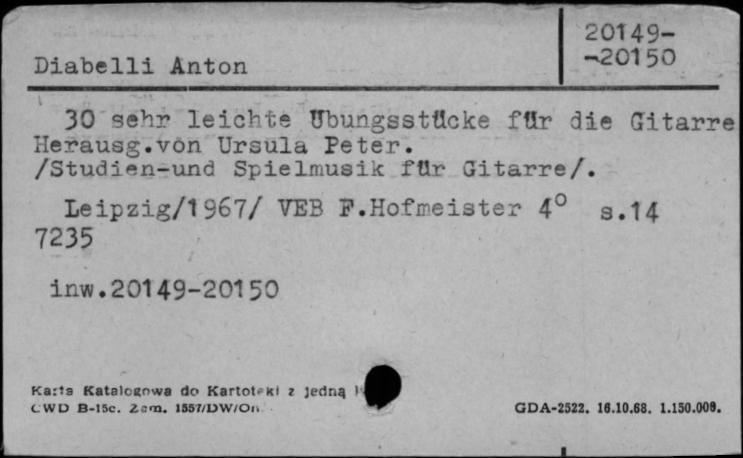 20149-
-20150
Diabelli Anton
30 sehr leichte Übungsstücke für die Gitarre
Herausg.von Ursula Peter.
/Studien-und Spielmusik für Gitarre/.
Leipzig/1967/ VEB F.Hofmeister 4° s.14
7235
inw.20149-20150
Karta Katalogowa do Kartoteki z jedną
CWD B-15c. Zam. 1557/DW/On.
GDA-2522. 16.10.68. 1.150.000.